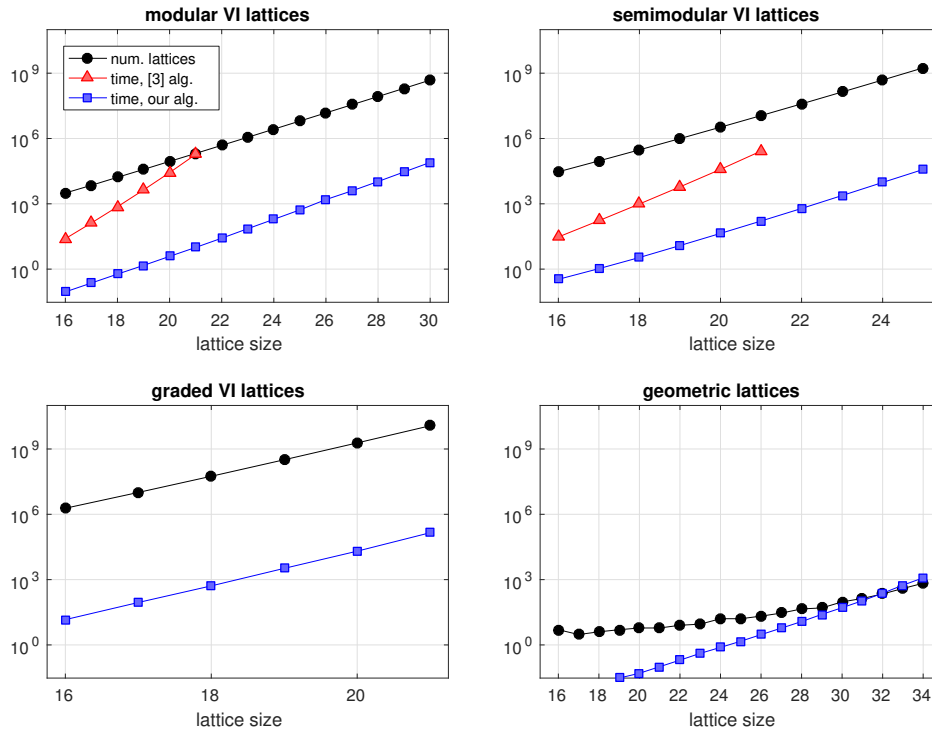 modular VI lattices
10^9
10^6
10^3
10^0
num. lattices
time, [3] alg.
time, our alg.
16 18 20 22 24 26 28 30
lattice size
semimodular VI lattices
10^9
10^6
10^3
10^0
16 18 20 22 24
lattice size
graded VI lattices
10^9
10^6
10^3
10^0
16 18 20
lattice size
geometric lattices
10^9
10^6
10^3
10^0
16 18 20 22 24 26 28 30 32 34
lattice size